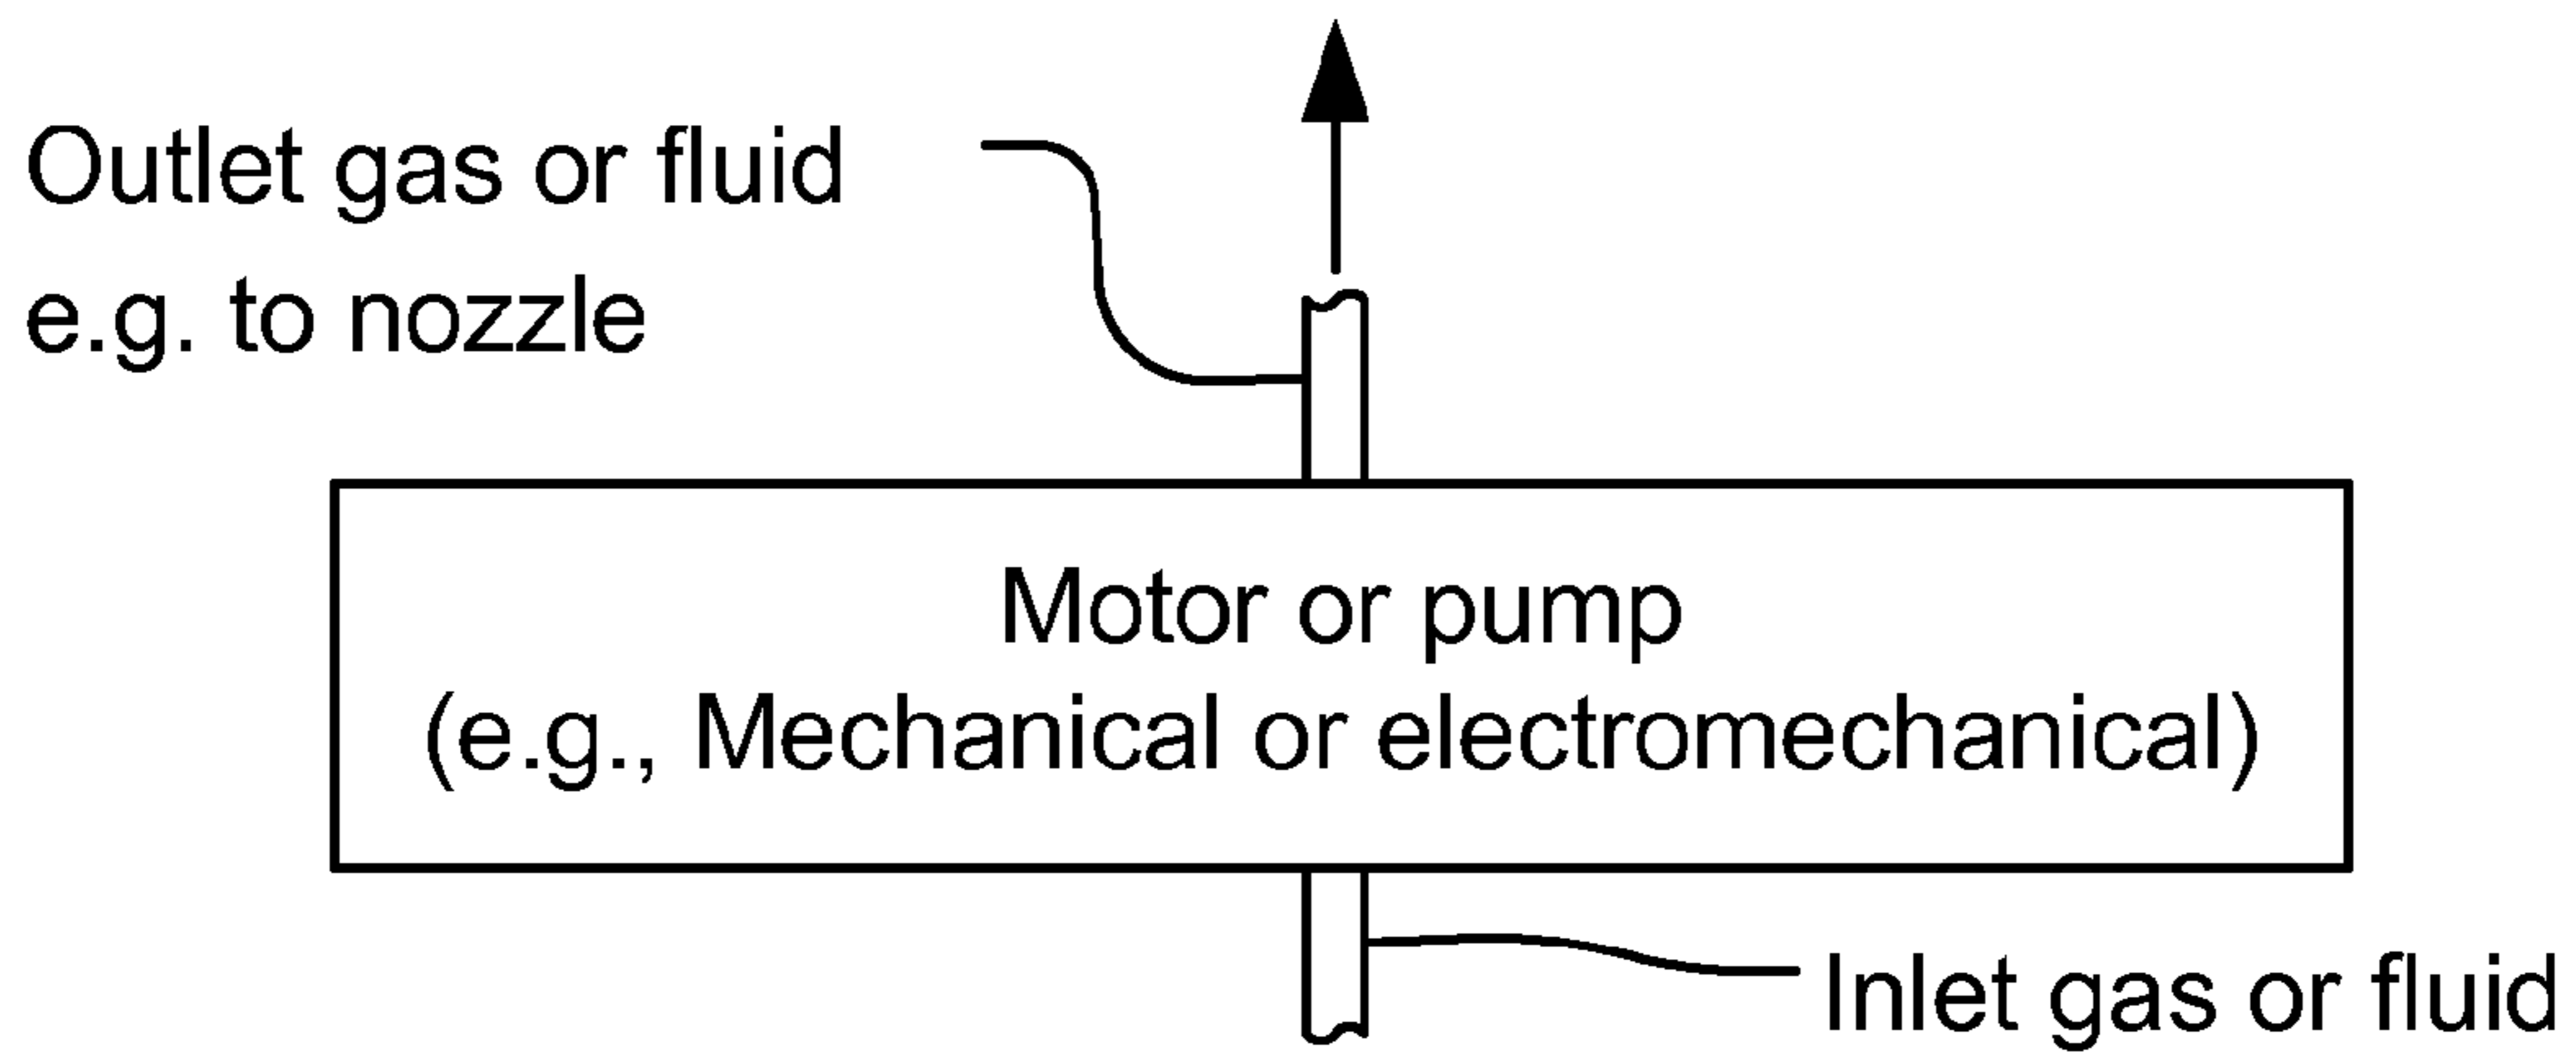 Outlet gas or fluid
e.g. to nozzle
Motor or pump
(e.g., Mechanical or electromechanical)
Inlet gas or fluid